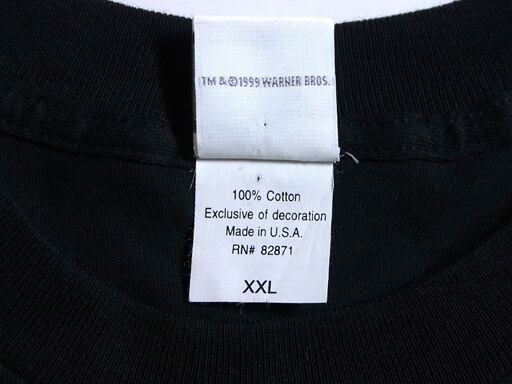 TM & ©1999 WARNER BROS.
100% Cotton
Exclusive of decoration
Made in U.S.A.
RN# 82871
XXL